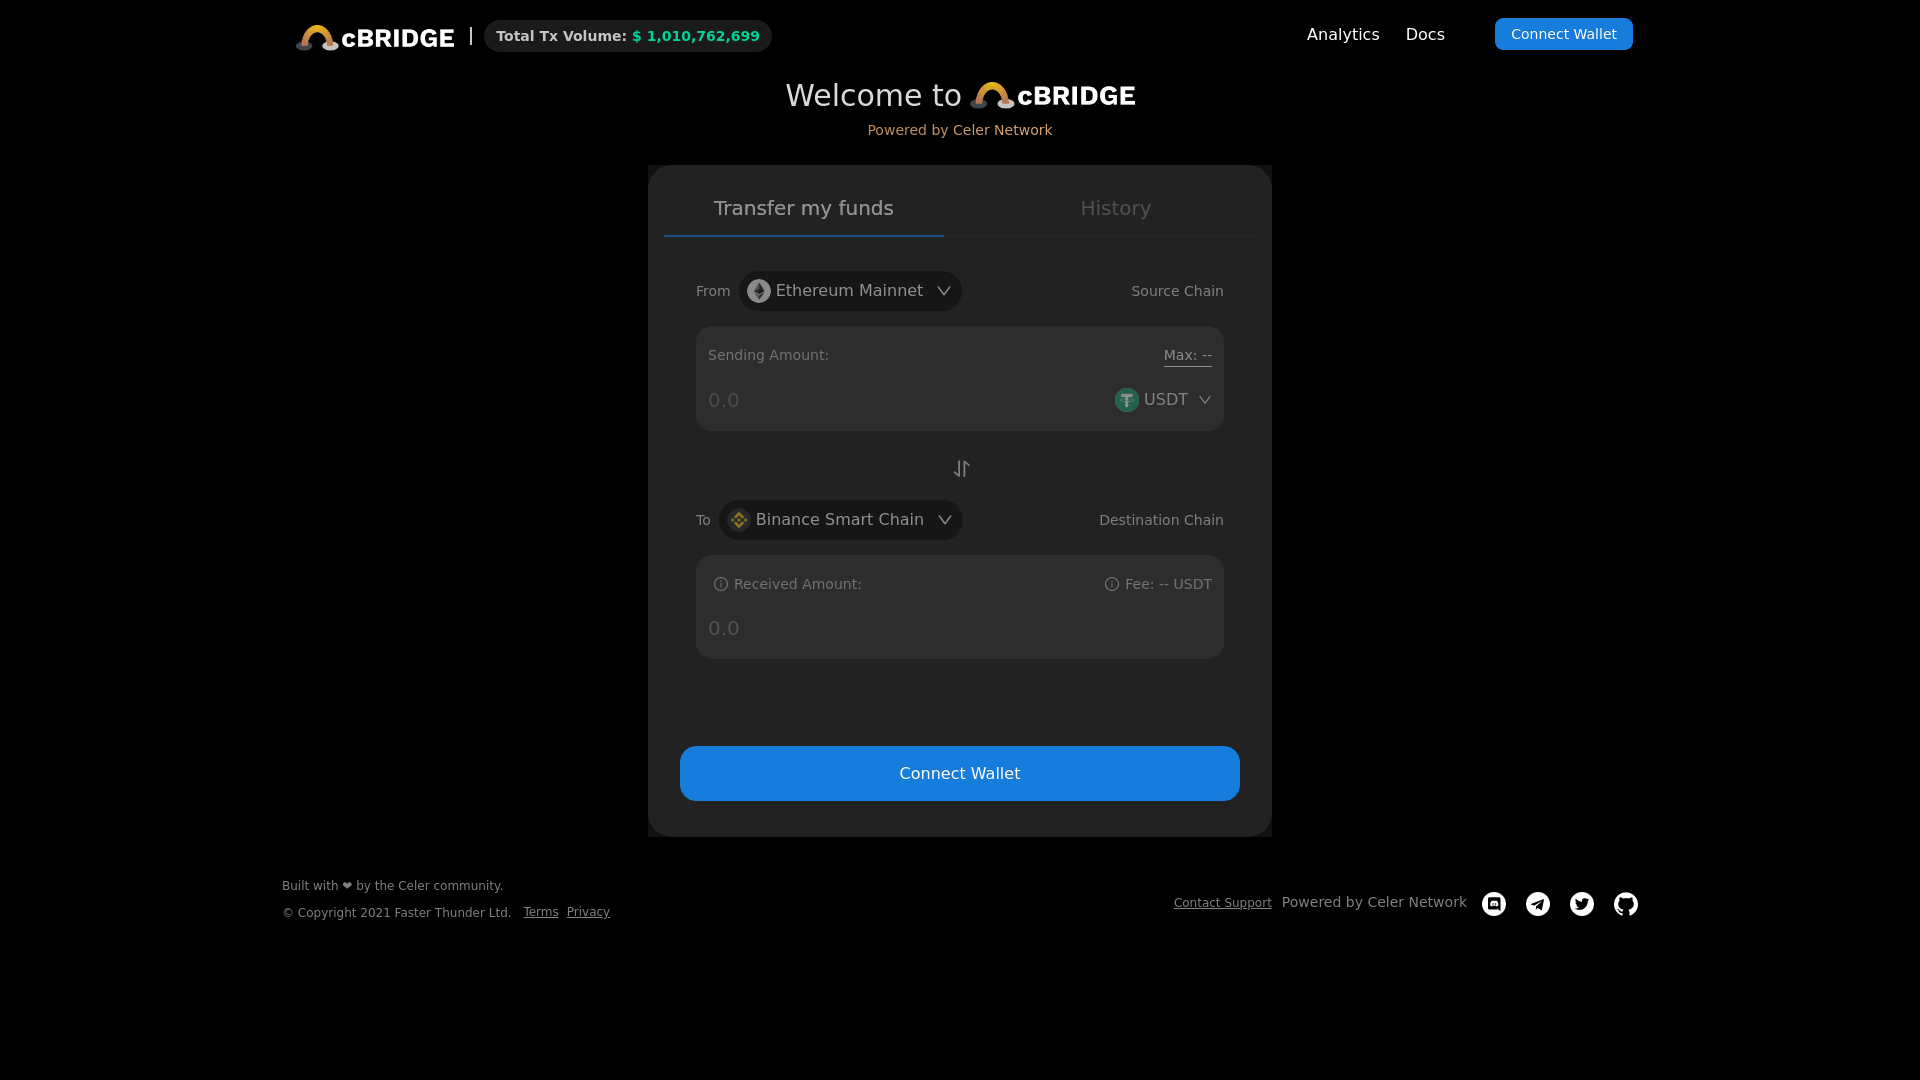 cBRIDGE | Total Tx Volume: $ 1,010,762,699 Analytics Docs Connect Wallet
Welcome to cBRIDGE
Powered by Celer Network
Transfer my funds History
From Ethereum Mainnet Source Chain
Sending Amount: Max: --
0.0 USDT
To Binance Smart Chain Destination Chain
Received Amount: Fee: -- USDT
0.0
Connect Wallet
Built with ❤ by the Celer community.
Contact Support Powered by Celer Network
© Copyright 2021 Faster Thunder Ltd. Terms Privacy